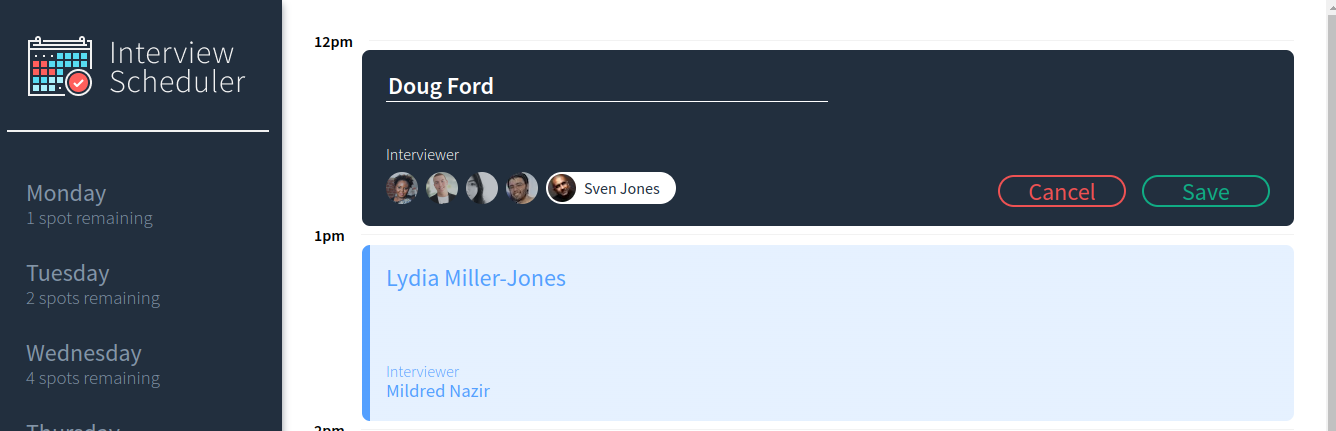 Interview
Scheduler
Monday
1 spot remaining
Tuesday
2 spots remaining
Wednesday
4 spots remaining
Thursday
12pm
Doug Ford
Interviewer
Sven Jones
Cancel
Save
1pm
Lydia Miller-Jones
Interviewer
Mildred Nazir
2pm